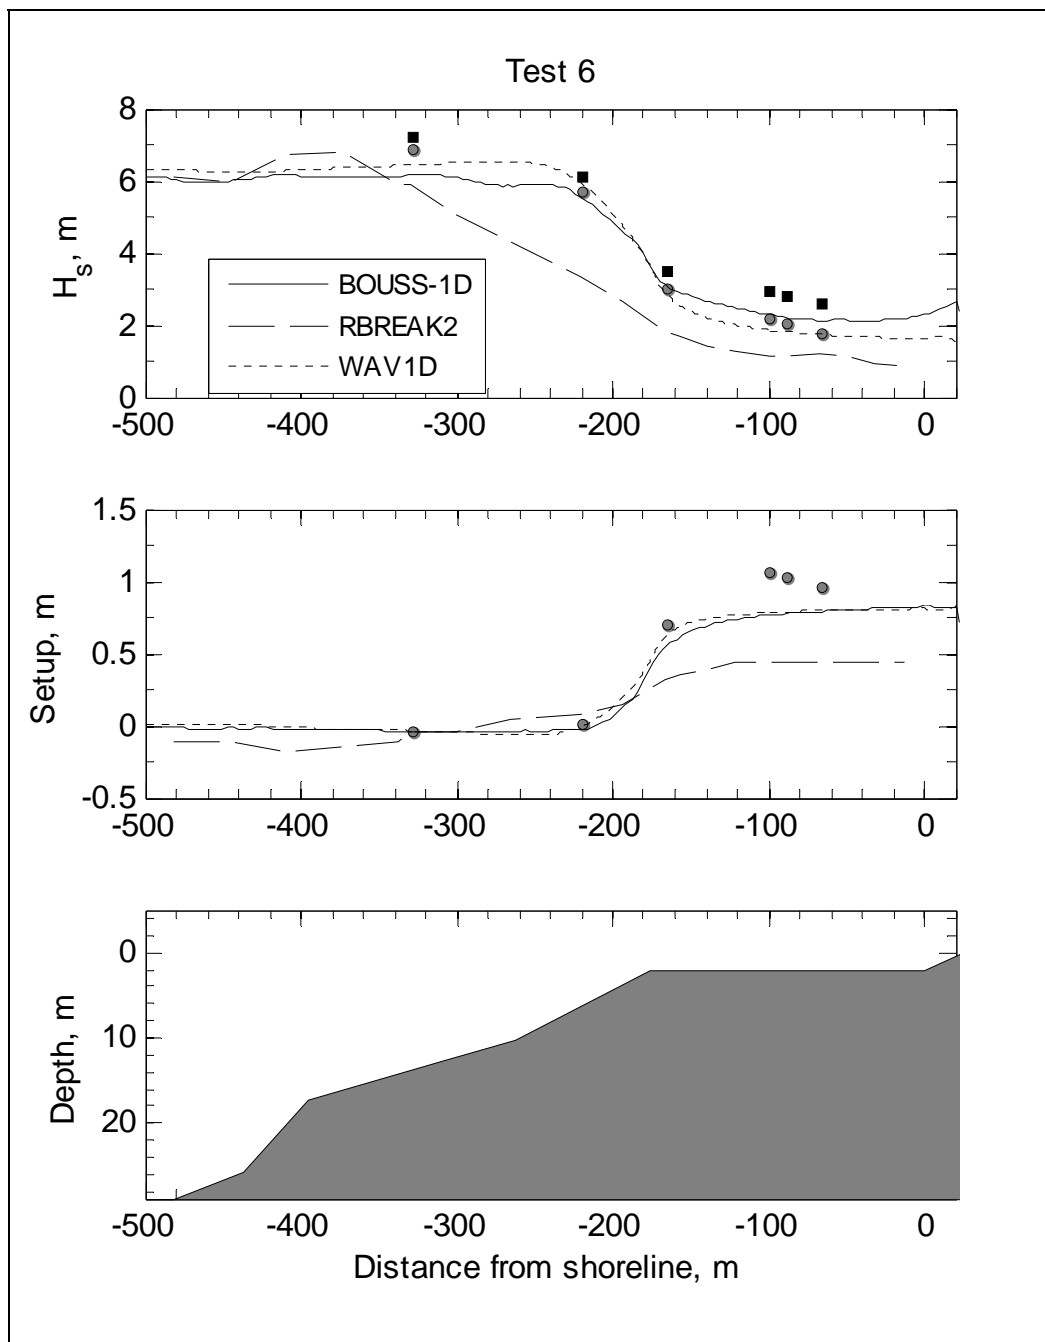 Test 6
8
6
4
2
0
H_s, m
BOUSS-1D
RBREAK2
WAV1D
-500 -400 -300 -200 -100 0
1.5
1
0.5
0
-0.5
Setup, m
-500 -400 -300 -200 -100 0
0
10
20
Depth, m
-500 -400 -300 -200 -100 0
Distance from shoreline, m